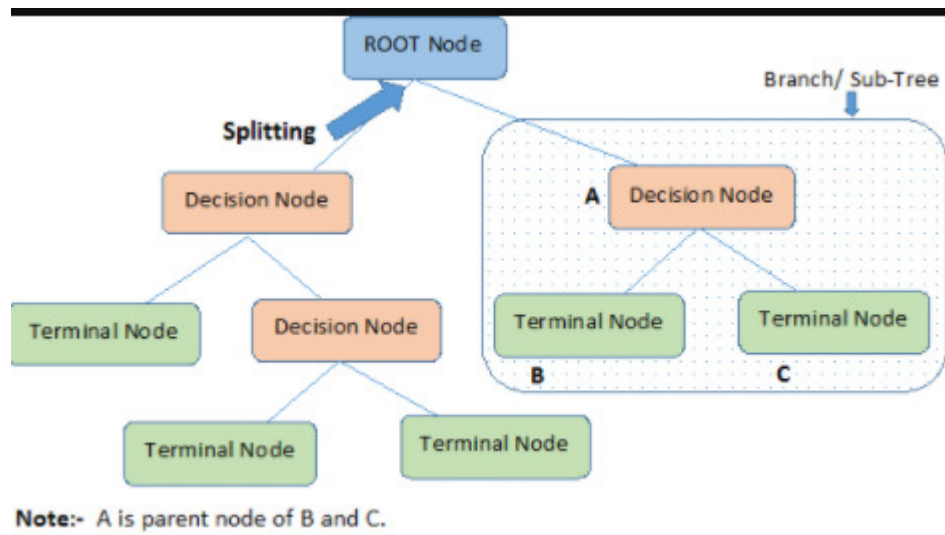 ROOT Node
Branch/ Sub-Tree
Splitting
Decision Node
A
Decision Node
Terminal Node
Decision Node
Terminal Node
Terminal Node
B
C
Terminal Node
Terminal Node
Note:- A is parent node of B and C.